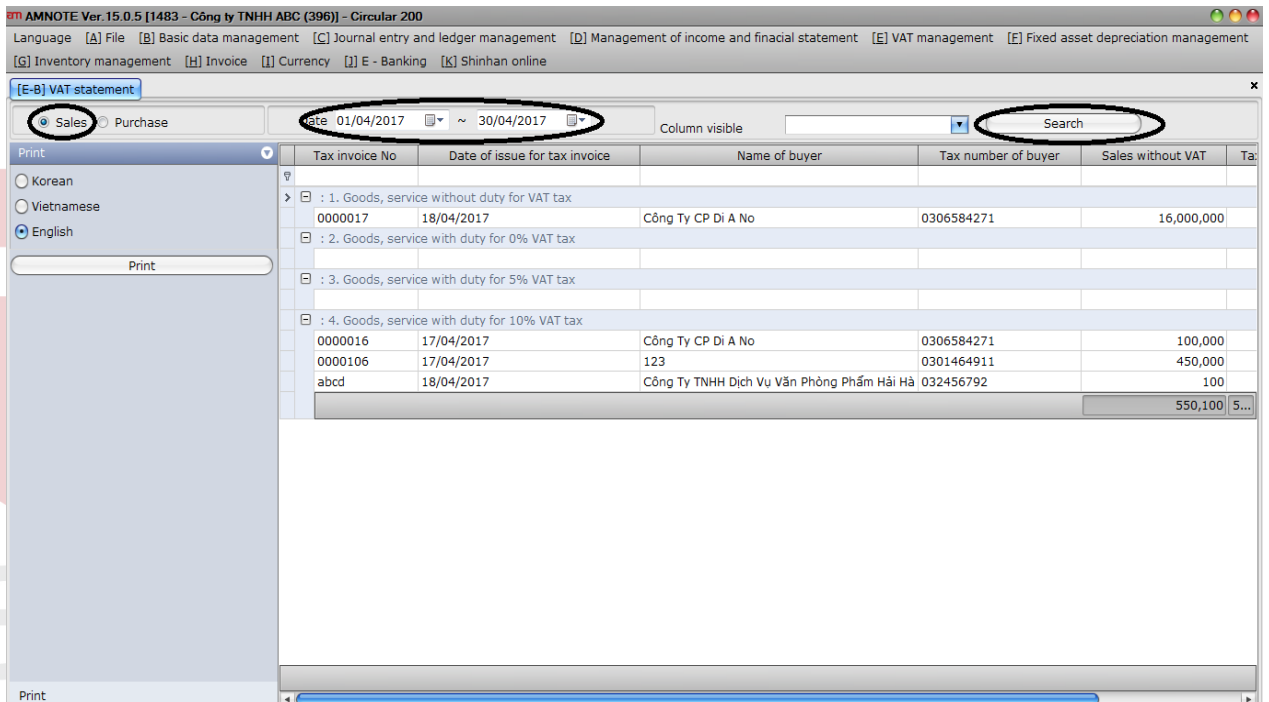 am AMNOTE Ver.15.0.5 [1483 - Công ty TNHH ABC (396)] - Circular 200
Language [A] File [B] Basic data management [C] Journal entry and ledger management [D] Management of income and finacial statement [E] VAT management [F] Fixed asset depreciation management
[G] Inventory management [H] Invoice [I] Currency [J] E - Banking [K] Shinhan online
[E-B] VAT statement x
Sales Purchase Date 01/04/2017 ~ 30/04/2017 Column visible Search
Print Tax invoice No Date of issue for tax invoice Name of buyer Tax number of buyer Sales without VAT Ta
Korean
Vietnamese
English
Print
: 1. Goods, service without duty for VAT tax
0000017 18/04/2017 Công Ty CP Di A No 0306584271 16,000,000
: 2. Goods, service with duty for 0% VAT tax
: 3. Goods, service with duty for 5% VAT tax
: 4. Goods, service with duty for 10% VAT tax
0000016 17/04/2017 Công Ty CP Di A No 0306584271 100,000
0000106 17/04/2017 123 0301464911 450,000
abcd 18/04/2017 Công Ty TNHH Dịch Vụ Văn Phòng Phẩm Hải Hà 032456792 100
550,100 5...
Print